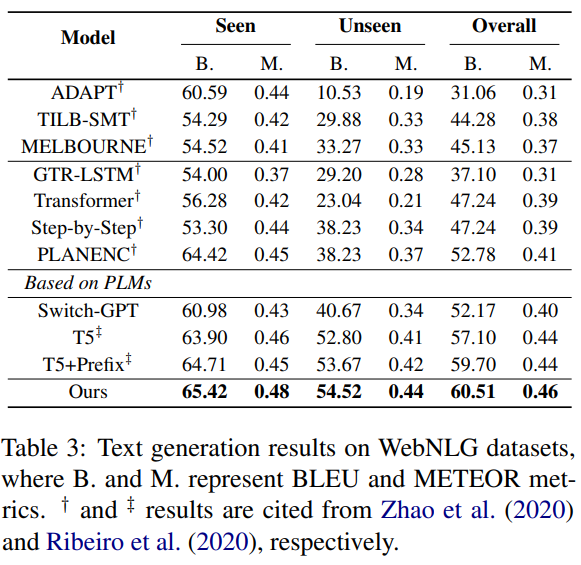 Model Seen Unseen Overall
B. M. B. M. B. M.
ADAPT† 60.59 0.44 10.53 0.19 31.06 0.31
TILB-SMT† 54.29 0.42 29.88 0.33 44.28 0.38
MELBOURNE† 54.52 0.41 33.27 0.33 45.13 0.37
GTR-LSTM† 54.00 0.37 29.20 0.28 37.10 0.31
Transformer† 56.28 0.42 23.04 0.21 47.24 0.39
Step-by-Step† 53.30 0.44 38.23 0.34 47.24 0.39
PLANENC† 64.42 0.45 38.23 0.37 52.78 0.41
Based on PLMs
Switch-GPT 60.98 0.43 40.67 0.34 52.17 0.40
T5‡ 63.90 0.46 52.80 0.41 57.10 0.44
T5+Prefix‡ 64.71 0.45 53.67 0.42 59.70 0.44
Ours 65.42 0.48 54.52 0.44 60.51 0.46
Table 3: Text generation results on WebNLG datasets,
where B. and M. represent BLEU and METEOR met-
rics. † and ‡ results are cited from Zhao et al. (2020)
and Ribeiro et al. (2020), respectively.